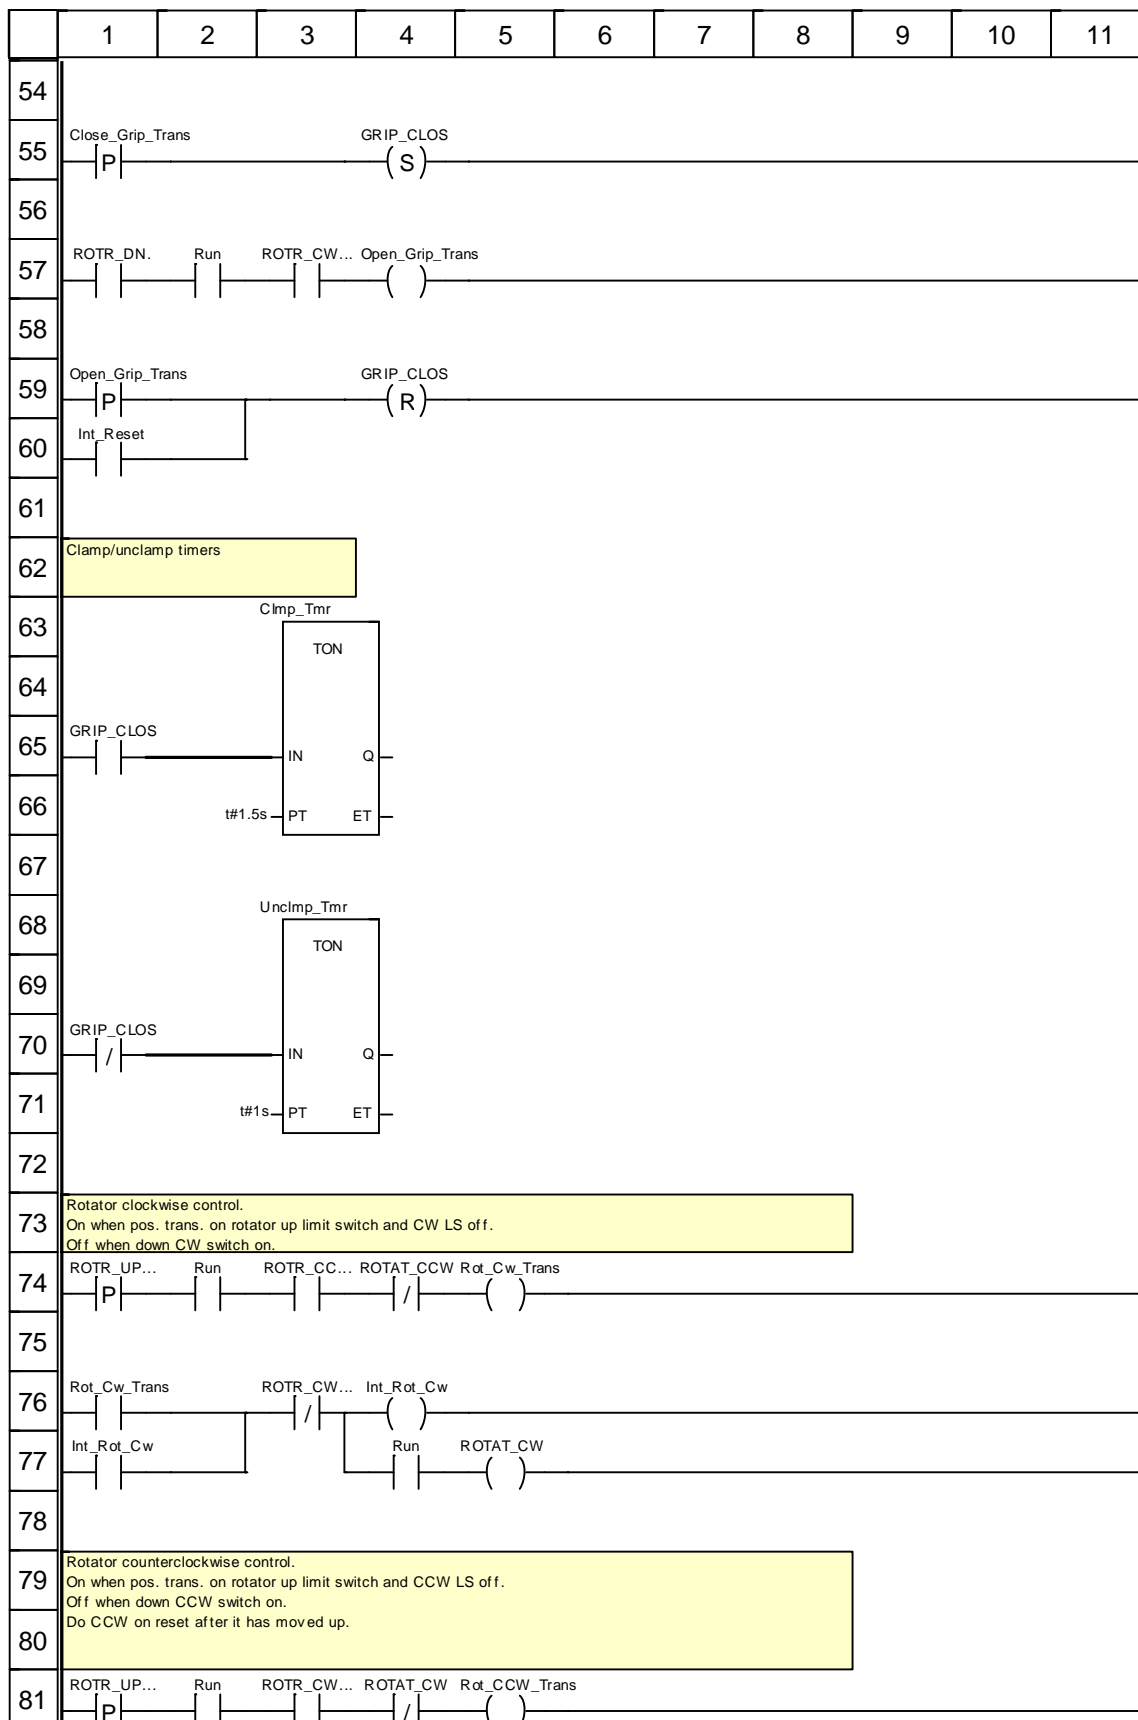 1 2 3 4 5 6 7 8 9 10 11
54
Close_Grip_Trans GRIP_CLOS
55 P S
56
ROTR_DN. Run ROTR_CW... Open_Grip_Trans
57
58
Open_Grip_Trans GRIP_CLOS
59 P R
Int_Reset
60
61
62 Clamp/unclamp timers
Clmp_Tmr
63
TON
64
GRIP_CLOS
65 IN Q
66 t#1.5s PT ET
67
68 Unclmp_Tmr
TON
69
GRIP_CLOS
70 / IN Q
71 t#1s PT ET
72
Rotator clockwise control.
73 On when pos. trans. on rotator up limit switch and CW LS off.
Off when down CW switch on.
ROTR_UP... Run ROTR_CC... ROTAT_CCW Rot_Cw_Trans
74 P /
75
Rot_Cw_Trans ROTR_CW... Int_Rot_Cw
76 /
Int_Rot_Cw Run ROTAT_CW
77
78
Rotator counterclockwise control.
79 On when pos. trans. on rotator up limit switch and CCW LS off.
Off when down CCW switch on.
Do CCW on reset after it has moved up.
80
ROTR_UP... Run ROTR_CW... ROTAT_CW Rot_CCW_Trans
81 P /